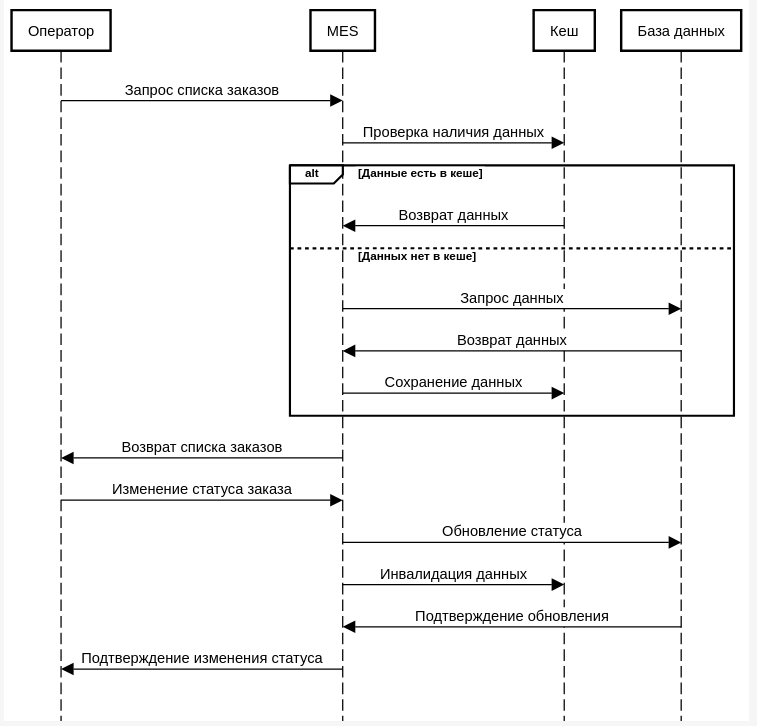 Оператор
MES
Кеш
База данных
Запрос списка заказов
Проверка наличия данных
alt
[Данные есть в кеше]
Возврат данных
[Данных нет в кеше]
Запрос данных
Возврат данных
Сохранение данных
Возврат списка заказов
Изменение статуса заказа
Обновление статуса
Инвалидация данных
Подтверждение обновления
Подтверждение изменения статуса